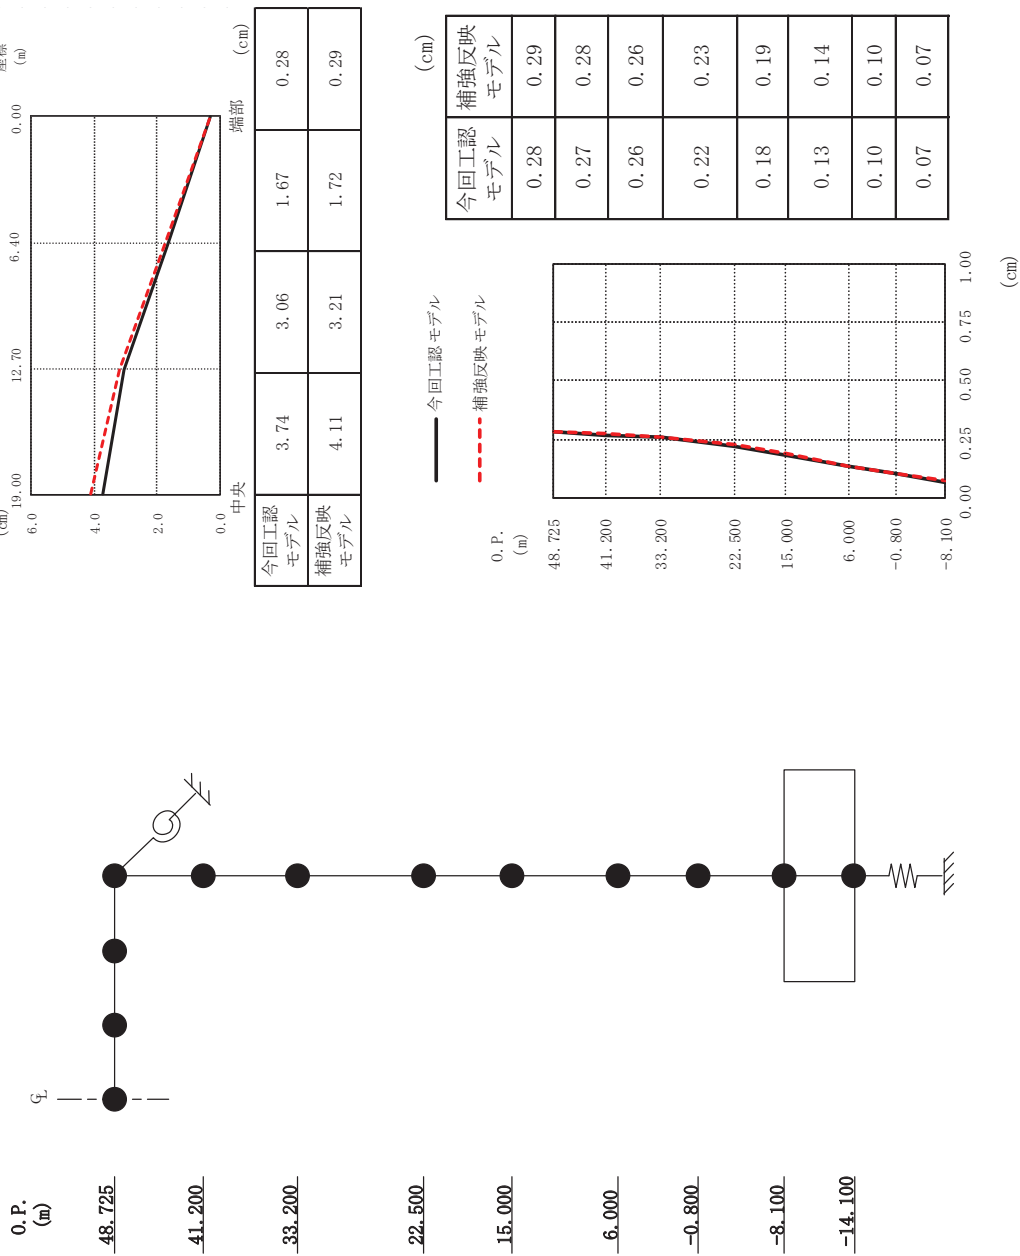 O.P.
(m)
48.725
41.200
33.200
22.500
15.000
6.000
-0.800
-8.100
-14.100
℄
(cm)
6.0
4.0
2.0
0.0
19.00
12.70
6.40
0.00
座標
(m)
中央
端部
(cm)
今回工認
モデル
3.74
3.06
1.67
0.28
補強反映
モデル
4.11
3.21
1.72
0.29
今回工認モデル
補強反映モデル
O.P.
(m)
48.725
41.200
33.200
22.500
15.000
6.000
-0.800
-8.100
0.00
0.25
0.50
0.75
1.00
(cm)
(cm)
今回工認
モデル
補強反映
モデル
0.28 0.29
0.27 0.28
0.26 0.26
0.22 0.23
0.18 0.19
0.13 0.14
0.10 0.10
0.07 0.07